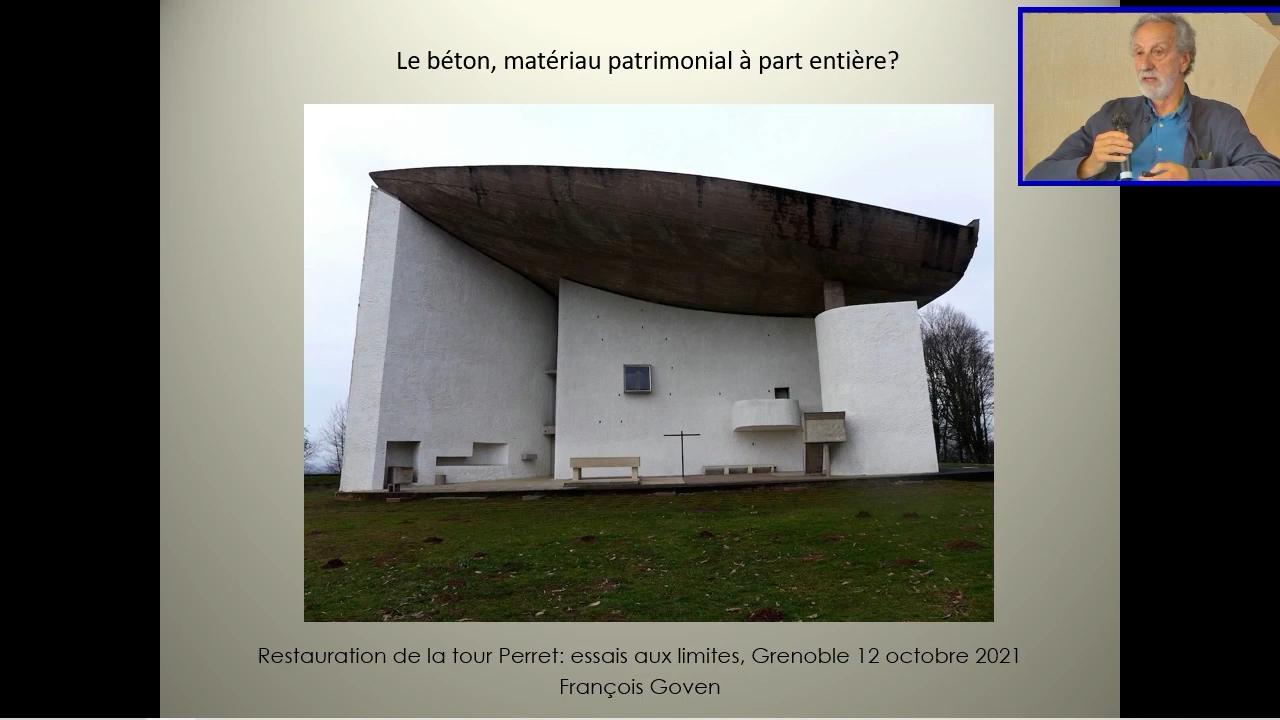 Le béton, matériau patrimonial à part entière?
Restauration de la tour Perret: essais aux limites, Grenoble 12 octobre 2021
François Goven